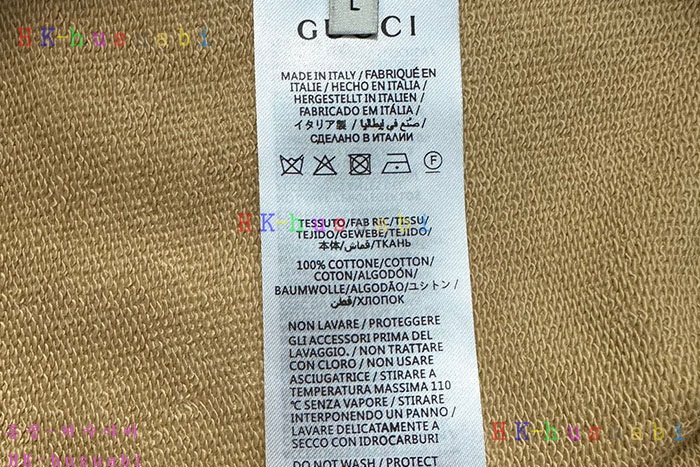 L
GUCCI
MADE IN ITALY / FABRIQUÉ EN
ITALIE / HECHO EN ITALIA /
HERGESTELLT IN ITALIEN /
FABRICADO EM ITÁLIA /
イタリア製 / صنع في إيطاليا /
СДЕЛАНО В ИТАЛИИ
F
TESSUTO/FABRIC/TISSU/
TEJIDO/GEWEBE/TEJIDO/
本体/قماش/ТКАНЬ
100% COTTONE/COTTON/
COTON/ALGODÓN/
BAUMWOLLE/ALGODÃO/ユシトン/
قطن/ХЛОПОК
NON LAVARE / PROTEGGERE
GLI ACCESSORI PRIMA DEL
LAVAGGIO. / NON TRATTARE
CON CLORO / NON USARE
ASCIUGATRICE / STIRARE A
TEMPERATURA MASSIMA 110
°C SENZA VAPORE / STIRARE
INTERPONENDO UN PANNO /
LAVARE DELICATAMENTE A
SECCO CON IDROCARBURI
DO NOT WASH / PROTECT